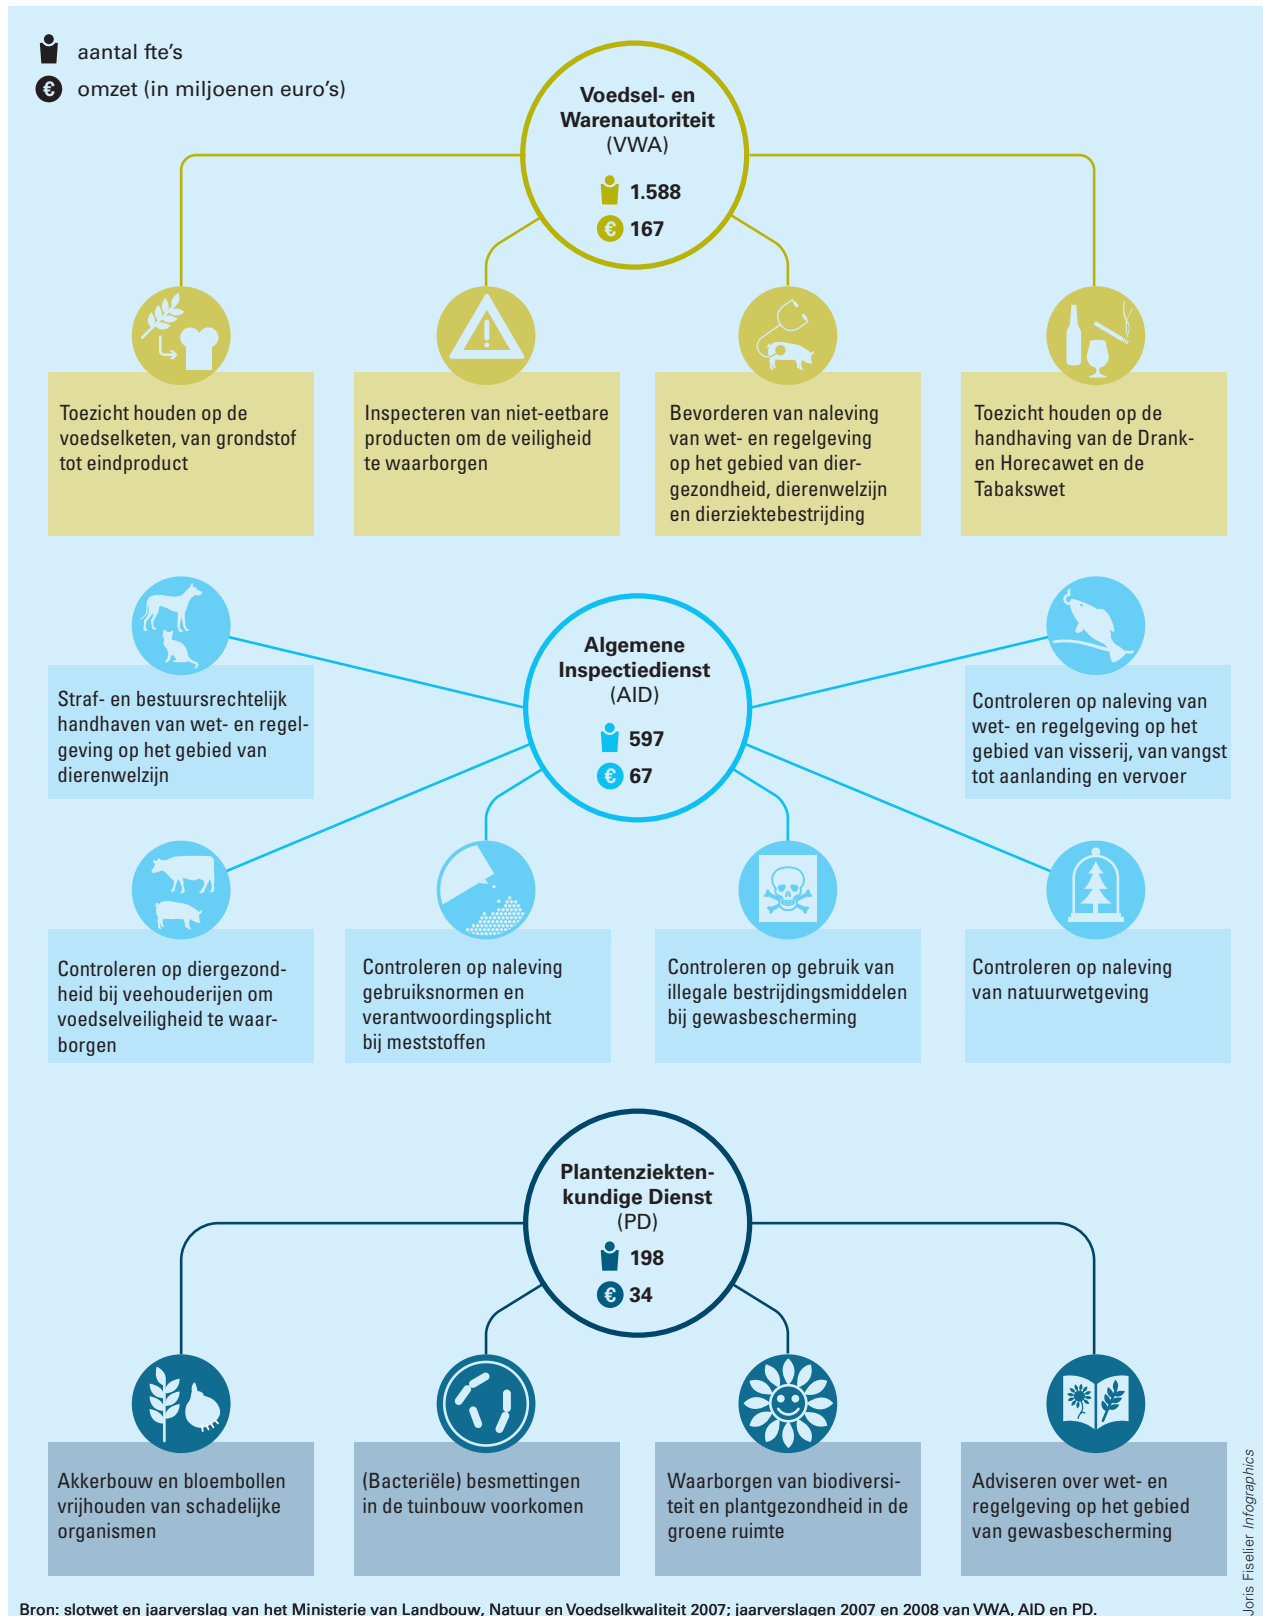 aantal fte's
€ omzet (in miljoenen euro's)
Voedsel- en
Warenautoriteit
(VWA)
1.588
€ 167
Toezicht houden op de
voedselketen, van grondstof
tot eindproduct
Inspecteren van niet-eetbare
producten om de veiligheid
te waarborgen
Bevorderen van naleving
van wet- en regelgeving
op het gebied van dier-
gezondheid, dierenwelzijn
en dierziektebestrijding
Toezicht houden op de
handhaving van de Drank-
en Horecawet en de
Tabakswet
Algemene
Inspectiedienst
(AID)
597
€ 67
Straf- en bestuursrechtelijk
handhaven van wet- en regel-
geving op het gebied van
dierenwelzijn
Controleren op naleving van
wet- en regelgeving op het
gebied van visserij, van vangst
tot aanlanding en vervoer
Controleren op diergezond-
heid bij veehouderijen om
voedselveiligheid te waar-
borgen
Controleren op naleving
gebruiksnormen en
verantwoordingsplicht
bij meststoffen
Controleren op gebruik van
illegale bestrijdingsmiddelen
bij gewasbescherming
Controleren op naleving
van natuurwetgeving
Plantenziekten-
kundige Dienst
(PD)
198
€ 34
Akkerbouw en bloembollen
vrijhouden van schadelijke
organismen
(Bacteriële) besmettingen
in de tuinbouw voorkomen
Waarborgen van biodiversi-
teit en plantgezondheid in de
groene ruimte
Adviseren over wet- en
regelgeving op het gebied
van gewasbescherming
Joris Fiselier Infographics
Bron: slotwet en jaarverslag van het Ministerie van Landbouw, Natuur en Voedselkwaliteit 2007; jaarverslagen 2007 en 2008 van VWA, AID en PD.